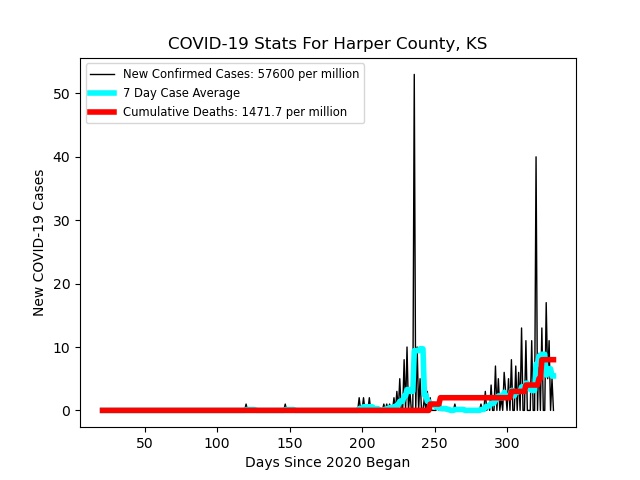 COVID-19 Stats For Harper County, KS
New Confirmed Cases: 57600 per million
7 Day Case Average
Cumulative Deaths: 1471.7 per million
New COVID-19 Cases
50
40
30
20
10
0
50
100
150
200
250
300
Days Since 2020 Began